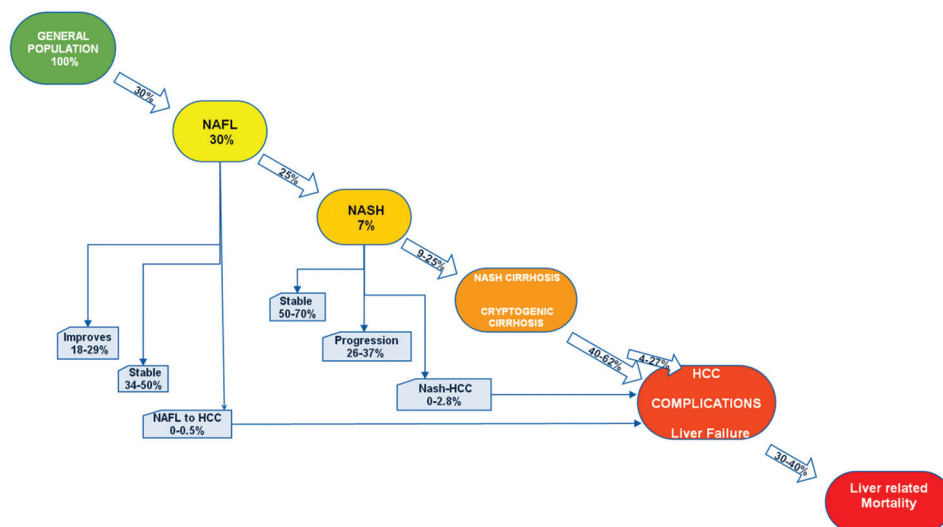 GENERAL
POPULATION
100%
30%
NAFL
30%
25%
NASH
7%
9-25%
NASH CIRRHOSIS
CRYPTOGENIC
CIRRHOSIS
Stable
50-70%
Improves
18-29%
Progression
26-37%
Stable
34-50%
40-62%
4-27%
HCC
COMPLICATIONS
Liver Failure
Nash-HCC
0-2.8%
NAFL to HCC
0-0.5%
30-40%
Liver related
Mortality